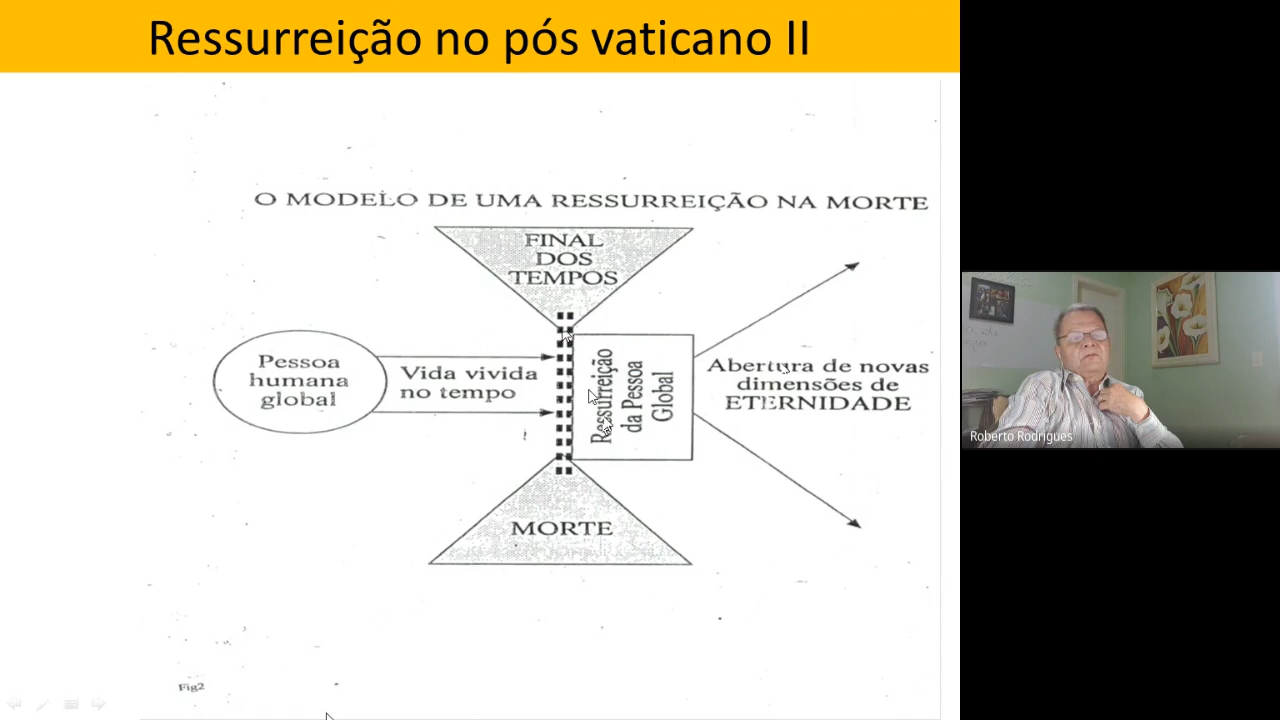 Ressurreição no pós vaticano II
O MODELO DE UMA RESSURREIÇÃO NA MORTE
FINAL
DOS
TEMPOS
Pessoa
humana
global
Vida vivida
no tempo
Ressurreição
da Pessoa
Global
Abertura de novas
dimensões de
ETERNIDADE
MORTE
Fig2
Roberto Rodrigues